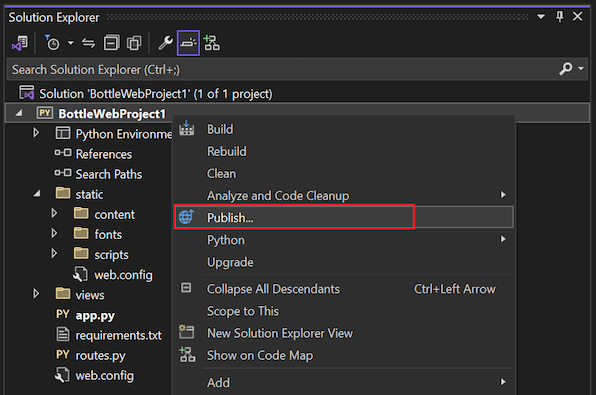 Solution Explorer
Search Solution Explorer (Ctrl+;)
Solution 'BottleWebProject1' (1 of 1 project)
PY BottleWebProject1
Python Environme
References
Search Paths
static
content
fonts
scripts
web.config
views
PY app.py
requirements.txt
PY routes.py
web.config
Build
Rebuild
Clean
Analyze and Code Cleanup
Publish...
Python
Upgrade
Collapse All Descendants Ctrl+Left Arrow
Scope to This
New Solution Explorer View
Show on Code Map
Add